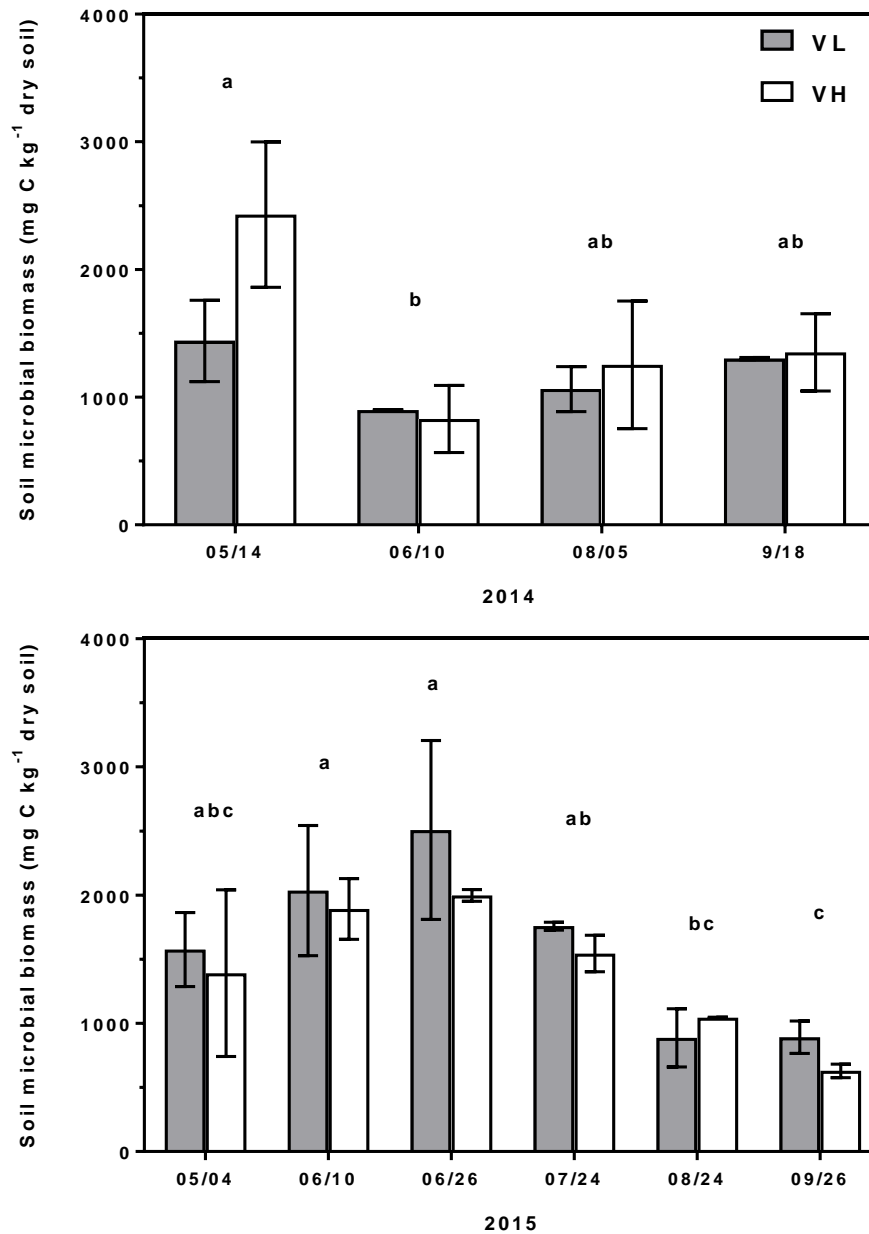 Soil microbial biomass (mg C kg⁻¹ dry soil)
4000
3000
2000
1000
0
VL
VH
a
b
ab
ab
05/14 06/10 08/05 9/18
2014
Soil microbial biomass (mg C kg⁻¹ dry soil)
4000
3000
2000
1000
0
abc
a
a
ab
bc
c
05/04 06/10 06/26 07/24 08/24 09/26
2015